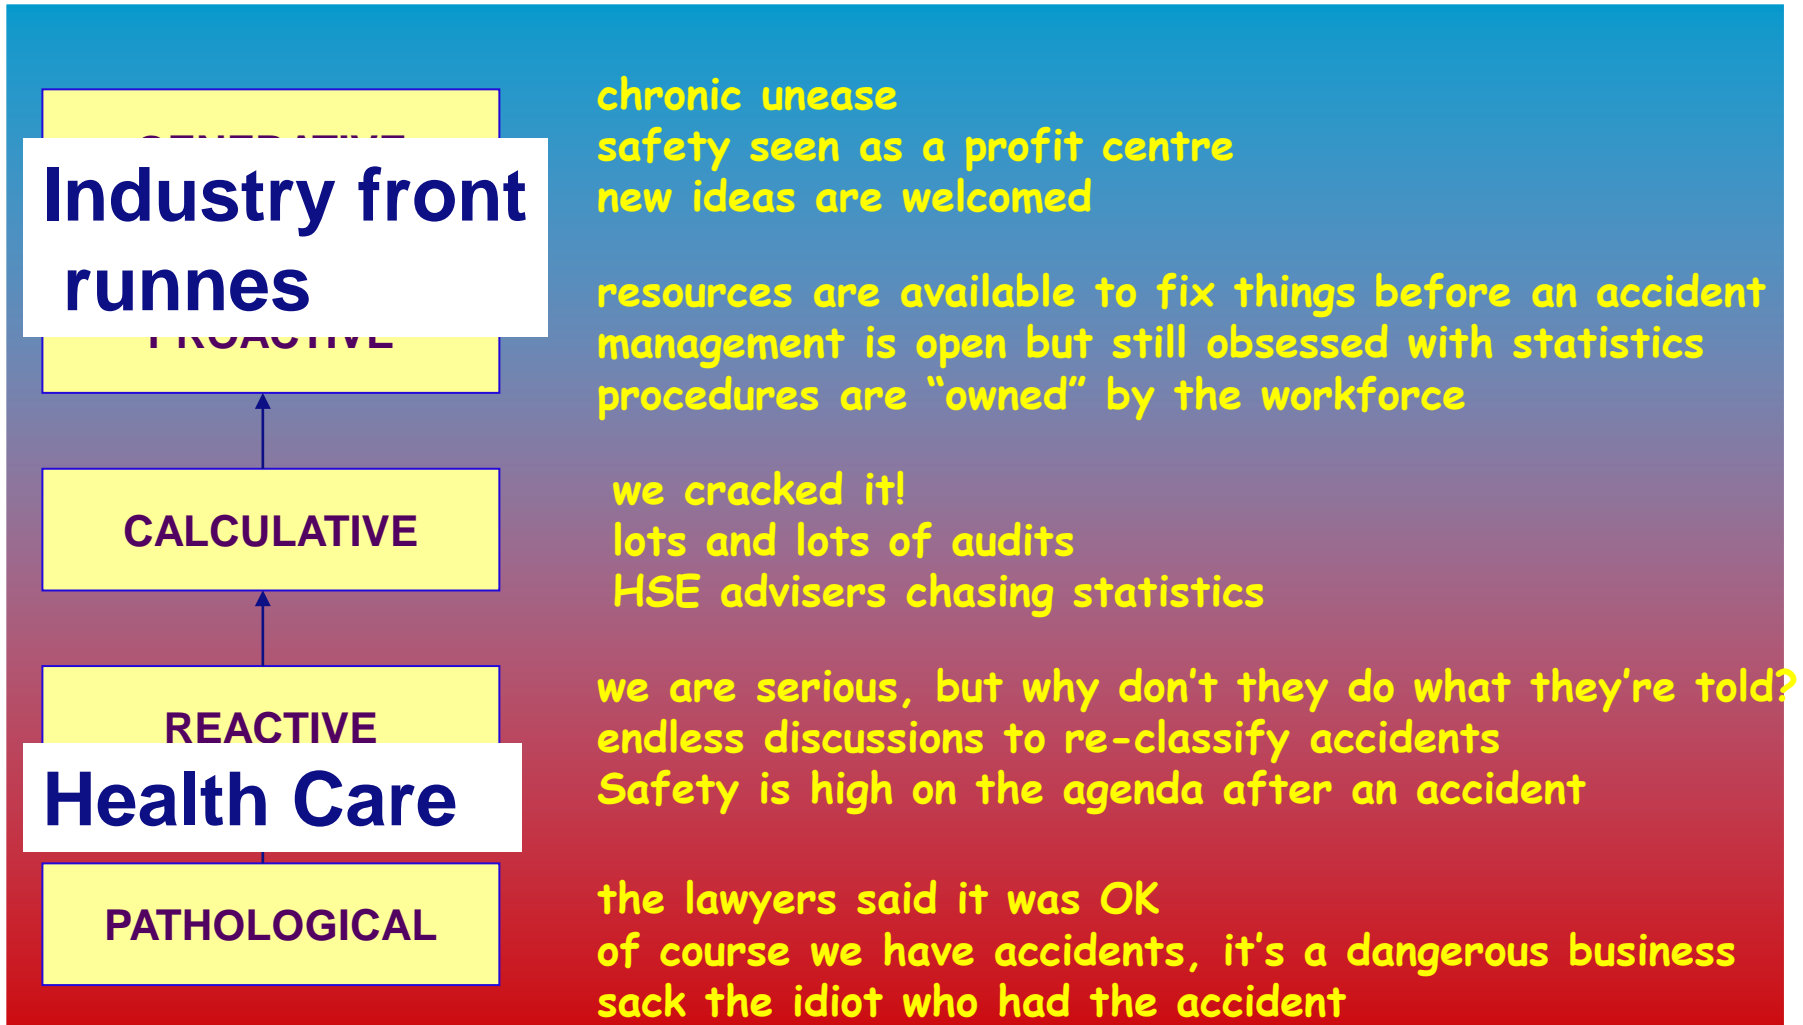 GENERATIVE
Industry front
runnes
PROACTIVE
CALCULATIVE
REACTIVE
Health Care
PATHOLOGICAL
chronic unease
safety seen as a profit centre
new ideas are welcomed
resources are available to fix things before an accident
management is open but still obsessed with statistics
procedures are “owned” by the workforce
we cracked it!
lots and lots of audits
HSE advisers chasing statistics
we are serious, but why don’t they do what they’re told?
endless discussions to re-classify accidents
Safety is high on the agenda after an accident
the lawyers said it was OK
of course we have accidents, it’s a dangerous business
sack the idiot who had the accident